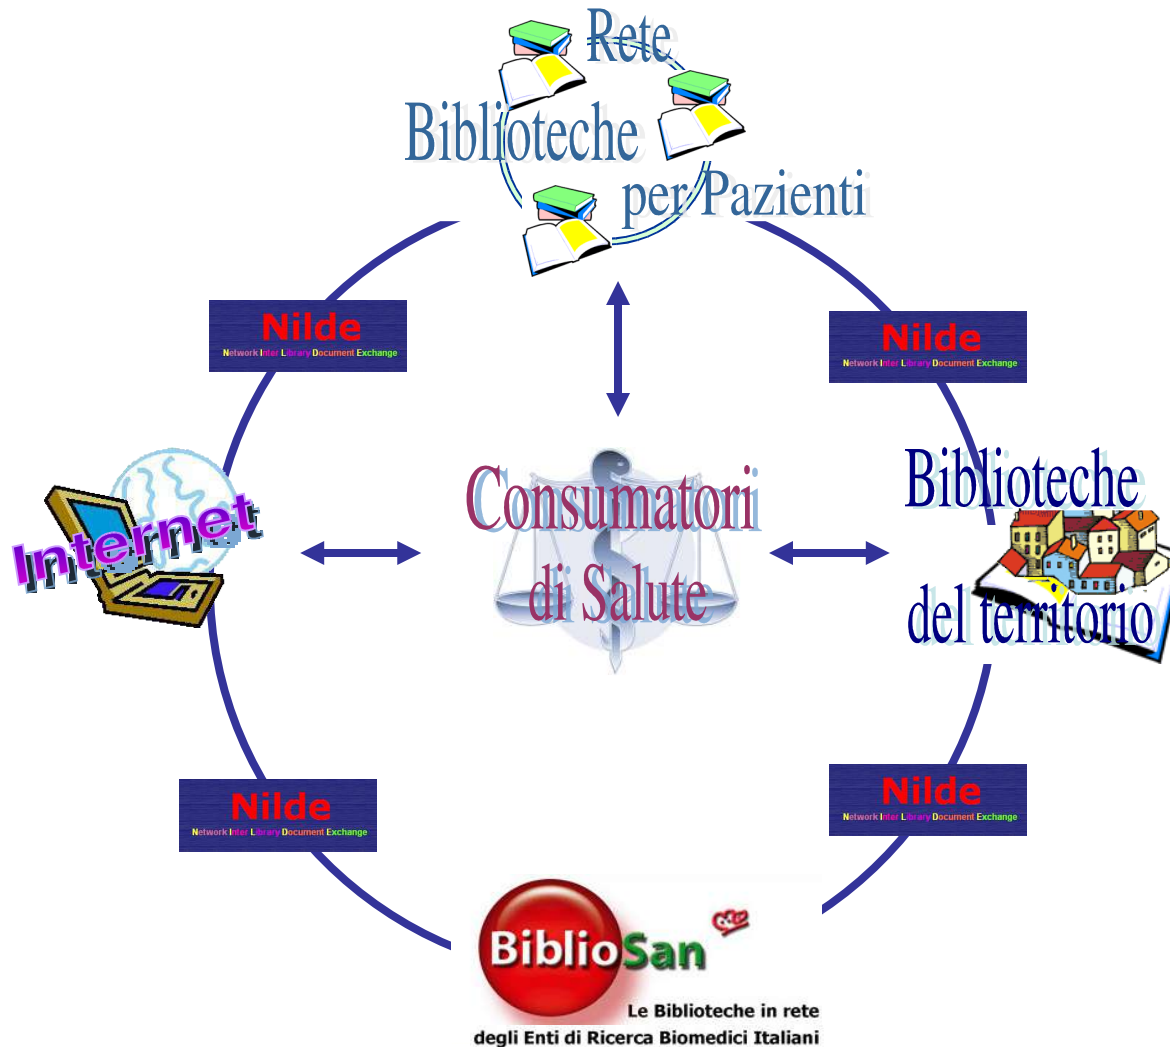 Rete
Biblioteche
per Pazienti
Nilde
Network Inter Library Document Exchange
Nilde
Network Inter Library Document Exchange
Internet
Consumatori
di Salute
Biblioteche
del territorio
Nilde
Network Inter Library Document Exchange
Nilde
Network Inter Library Document Exchange
BiblioSan
Le Biblioteche in rete
degli Enti di Ricerca Biomedici Italiani